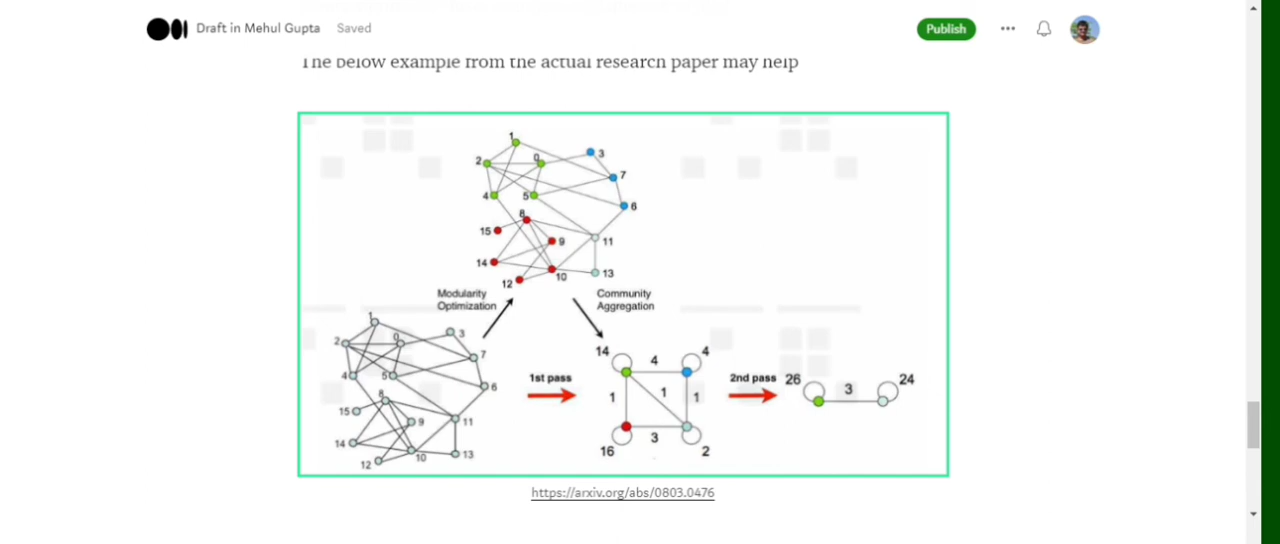 Draft in Mehul Gupta Saved
Publish
The below example from the actual research paper may help
1
2 0 3
7
4 5
6
8
15
9 11
14
10 13
12
Modularity
Optimization
Community
Aggregation
1
2 0 3
7
4 5
6
8
15
9 11
14
10 13
12
1st pass
14 4 4
1 1 1
16 3 2
2nd pass
26 3 24
https://arxiv.org/abs/0803.0476